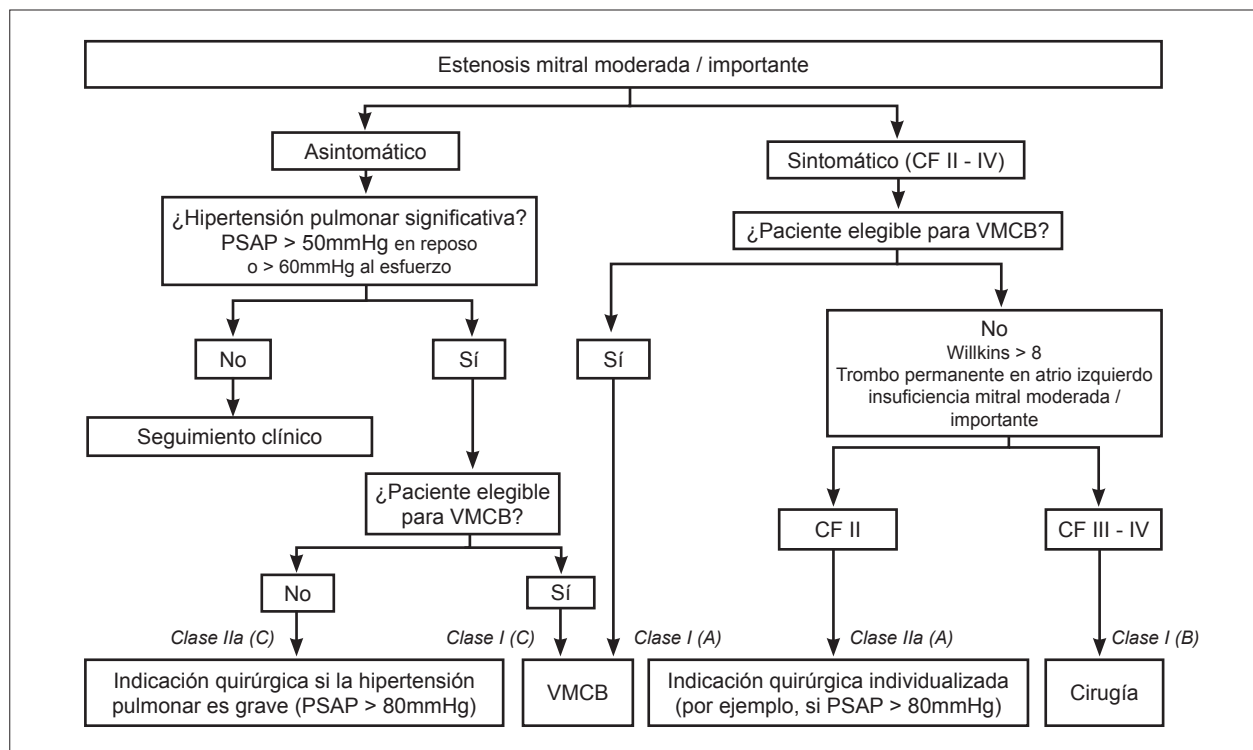 Estenosis mitral moderada / importante
Asintomático
Sintomático (CF II - IV)
¿Hipertensión pulmonar significativa?
PSAP > 50mmHg en reposo
o > 60mmHg al esfuerzo
¿Paciente elegible para VMCB?
No
Sí
Sí
No
Willkins > 8
Trombo permanente en atrio izquierdo
insuficiencia mitral moderada /
importante
Seguimiento clínico
¿Paciente elegible
para VMCB?
CF II
CF III - IV
No
Sí
Clase IIa (C)
Clase I (C)
Clase I (A)
Clase IIa (A)
Clase I (B)
Indicación quirúrgica si la hipertensión
pulmonar es grave (PSAP > 80mmHg)
VMCB
Indicación quirúrgica individualizada
(por ejemplo, si PSAP > 80mmHg)
Cirugía